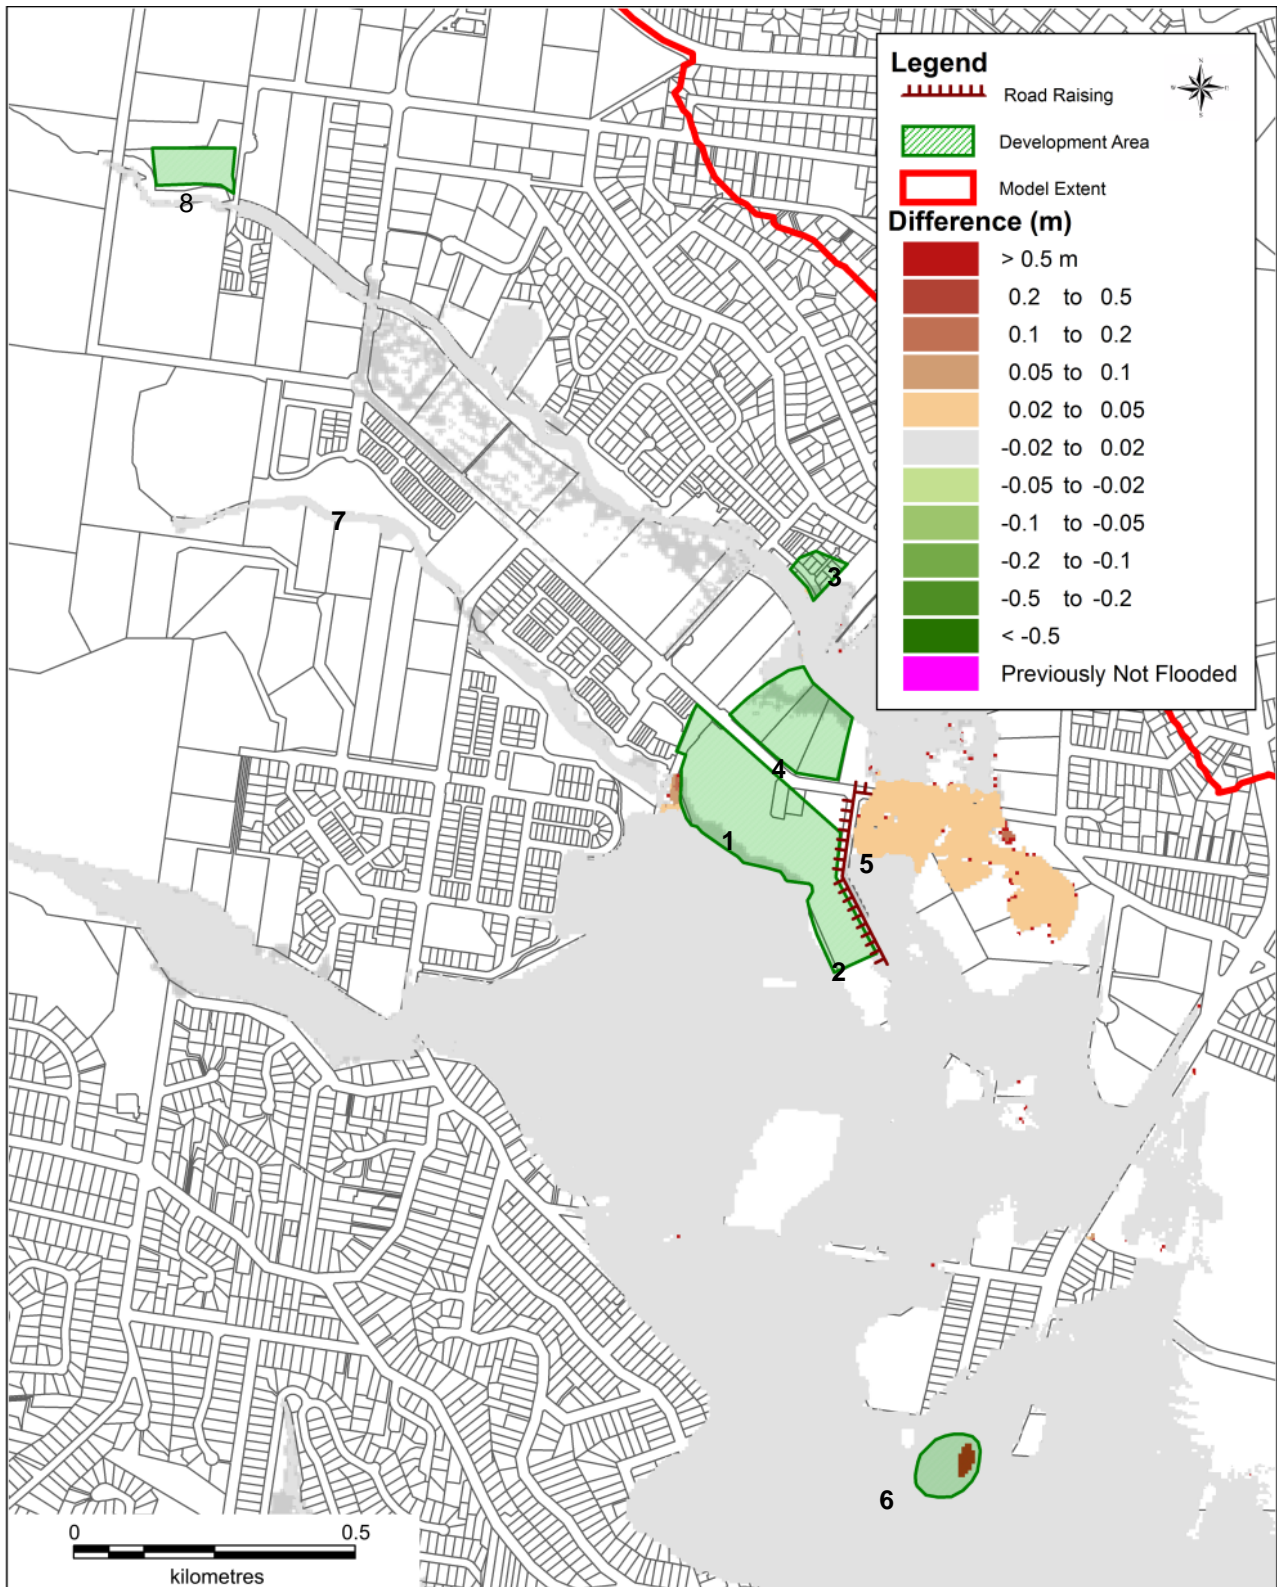 Legend
N
W E
S
Road Raising
Development Area
Model Extent
Difference (m)
> 0.5 m
0.2 to 0.5
0.1 to 0.2
0.05 to 0.1
0.02 to 0.05
-0.02 to 0.02
-0.05 to -0.02
-0.1 to -0.05
-0.2 to -0.1
-0.5 to -0.2
< -0.5
Previously Not Flooded
8
7
3
4
1
5
2
6
0 0.5
kilometres